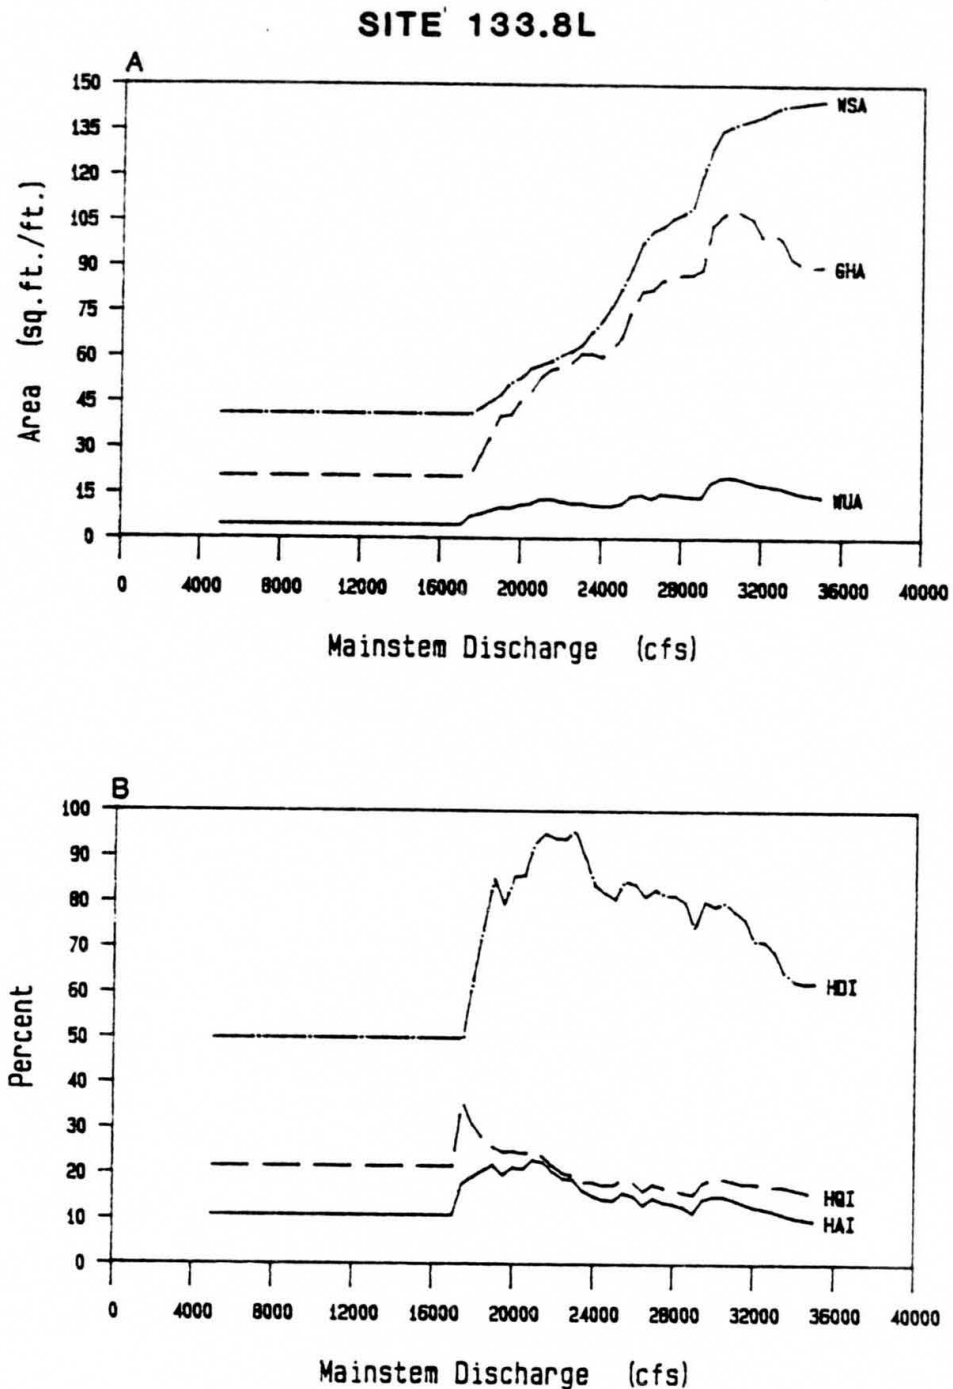 SITE 133.8L
A
150
135
120
105
90
75
60
45
30
15
0
Area (sq.ft./ft.)
WSA
GHA
WUA
0 4000 8000 12000 16000 20000 24000 28000 32000 36000 40000
Mainstem Discharge (cfs)
B
100
90
80
70
60
50
40
30
20
10
0
Percent
HDI
HQI
HAI
0 4000 8000 12000 16000 20000 24000 28000 32000 36000 40000
Mainstem Discharge (cfs)